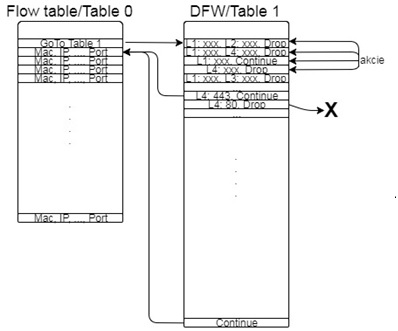 Flow table/Table 0
GoTo Table 1
Mac, IP, ..., Port
Mac, IP, ..., Port
Mac, IP, ..., Port
Mac, IP, ..., Port
Mac, IP, ..., Port
DFW/Table 1
L1: xxx, L2: xxx, Drop
L1: xxx, L4: xxx, Drop
L1: xxx, Continue
L4: xxx, Drop
L1: xxx, L3: xxx, Drop
...
L4: 443, Continue
L4: 80, Drop
...
Continue
akcie
X